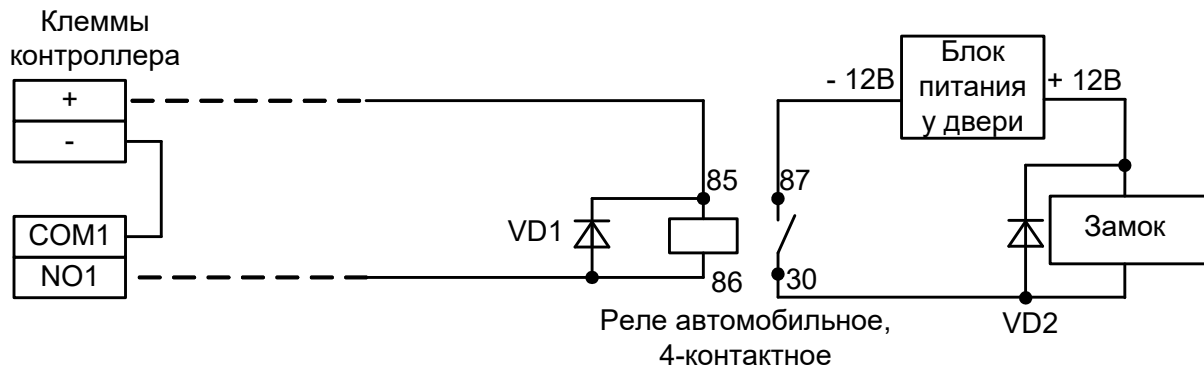 Клеммы
контроллера
+
-
COM1
NO1
VD1
85
86
87
30
Реле автомобильное,
4-контактное
- 12В
Блок
питания
у двери
+ 12В
Замок
VD2